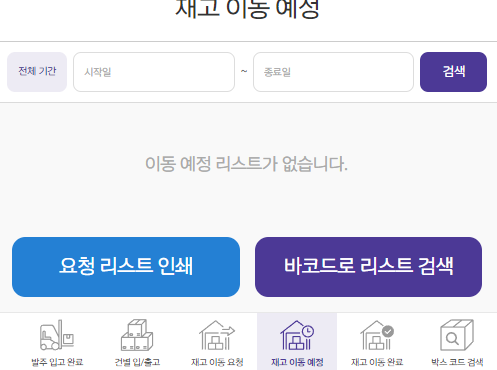 재고 이동 예정
전체 기간 시작일 ~ 종료일 검색
이동 예정 리스트가 없습니다.
요청 리스트 인쇄 바코드로 리스트 검색
발주 입고 완료 건별 입/출고 재고 이동 요청 재고 이동 예정 재고 이동 완료 박스 코드 검색